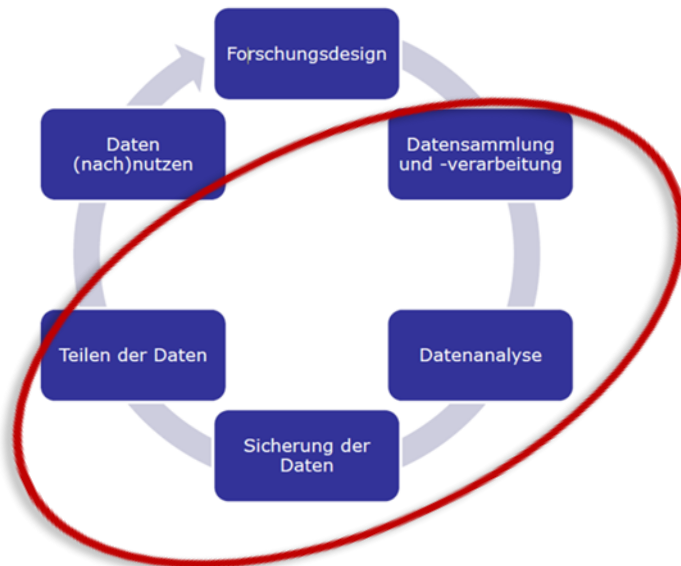 Forschungsdesign
Datensammlung
und -verarbeitung
Datenanalyse
Sicherung der
Daten
Teilen der Daten
Daten
(nach)nutzen